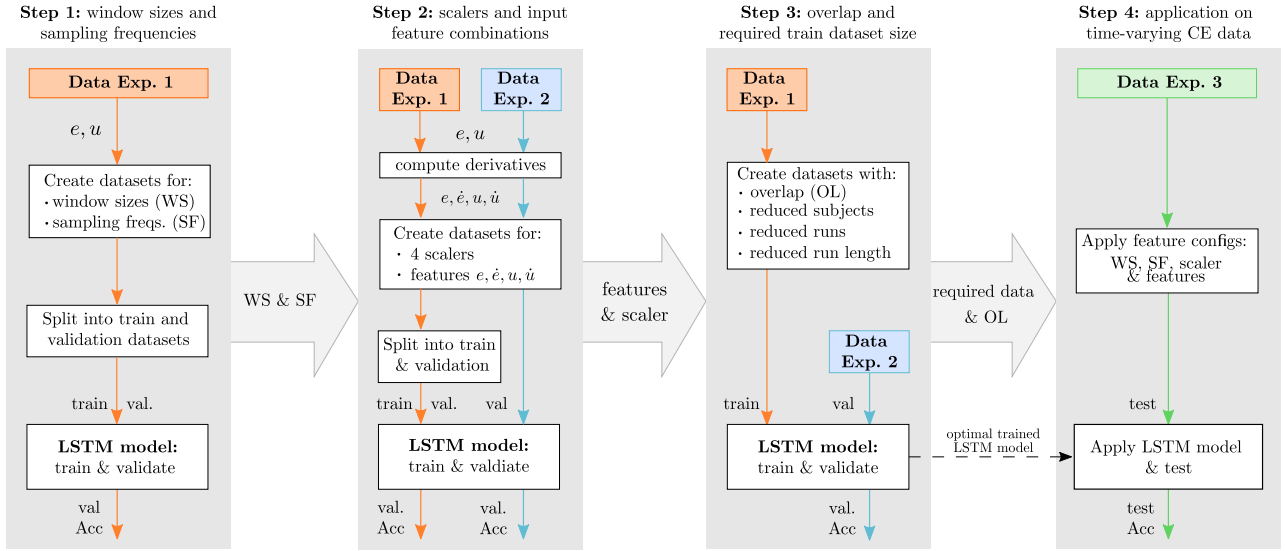 Step 1: window sizes and
sampling frequencies
Data Exp. 1
e, u
Create datasets for:
· window sizes (WS)
· sampling freqs. (SF)
Split into train and
validation datasets
train val.
LSTM model:
train & validate
val
Acc
WS & SF
Step 2: scalers and input
feature combinations
Data
Exp. 1
Data
Exp. 2
e, u
compute derivatives
e, ė, u, u̇
Create datasets for:
· 4 scalers
· features e, ė, u, u̇
Split into train
& validation
train val. val
LSTM model:
train & valdiate
val.
Acc
val.
Acc
features
& scaler
Step 3: overlap and
required train dataset size
Data
Exp. 1
Create datasets with:
· overlap (OL)
· reduced subjects
· reduced runs
· reduced run length
Data
Exp. 2
train val
LSTM model:
train & validate
val.
Acc
required data
& OL
optimal trained
LSTM model
Step 4: application on
time-varying CE data
Data Exp. 3
Apply feature configs:
WS, SF, scaler
& features
test
Apply LSTM model
& test
test
Acc